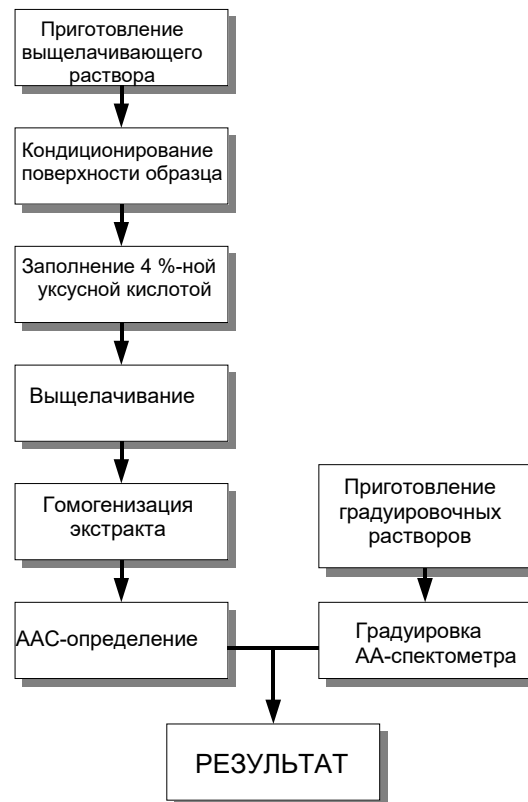 Приготовление
выщелачивающего
раствора
Кондиционирование
поверхности образца
Заполнение 4 %-ной
уксусной кислотой
Выщелачивание
Гомогенизация
экстракта
ААС-определение
Приготовление
градуировочных
растворов
Градуировка
АА-спектометра
РЕЗУЛЬТАТ